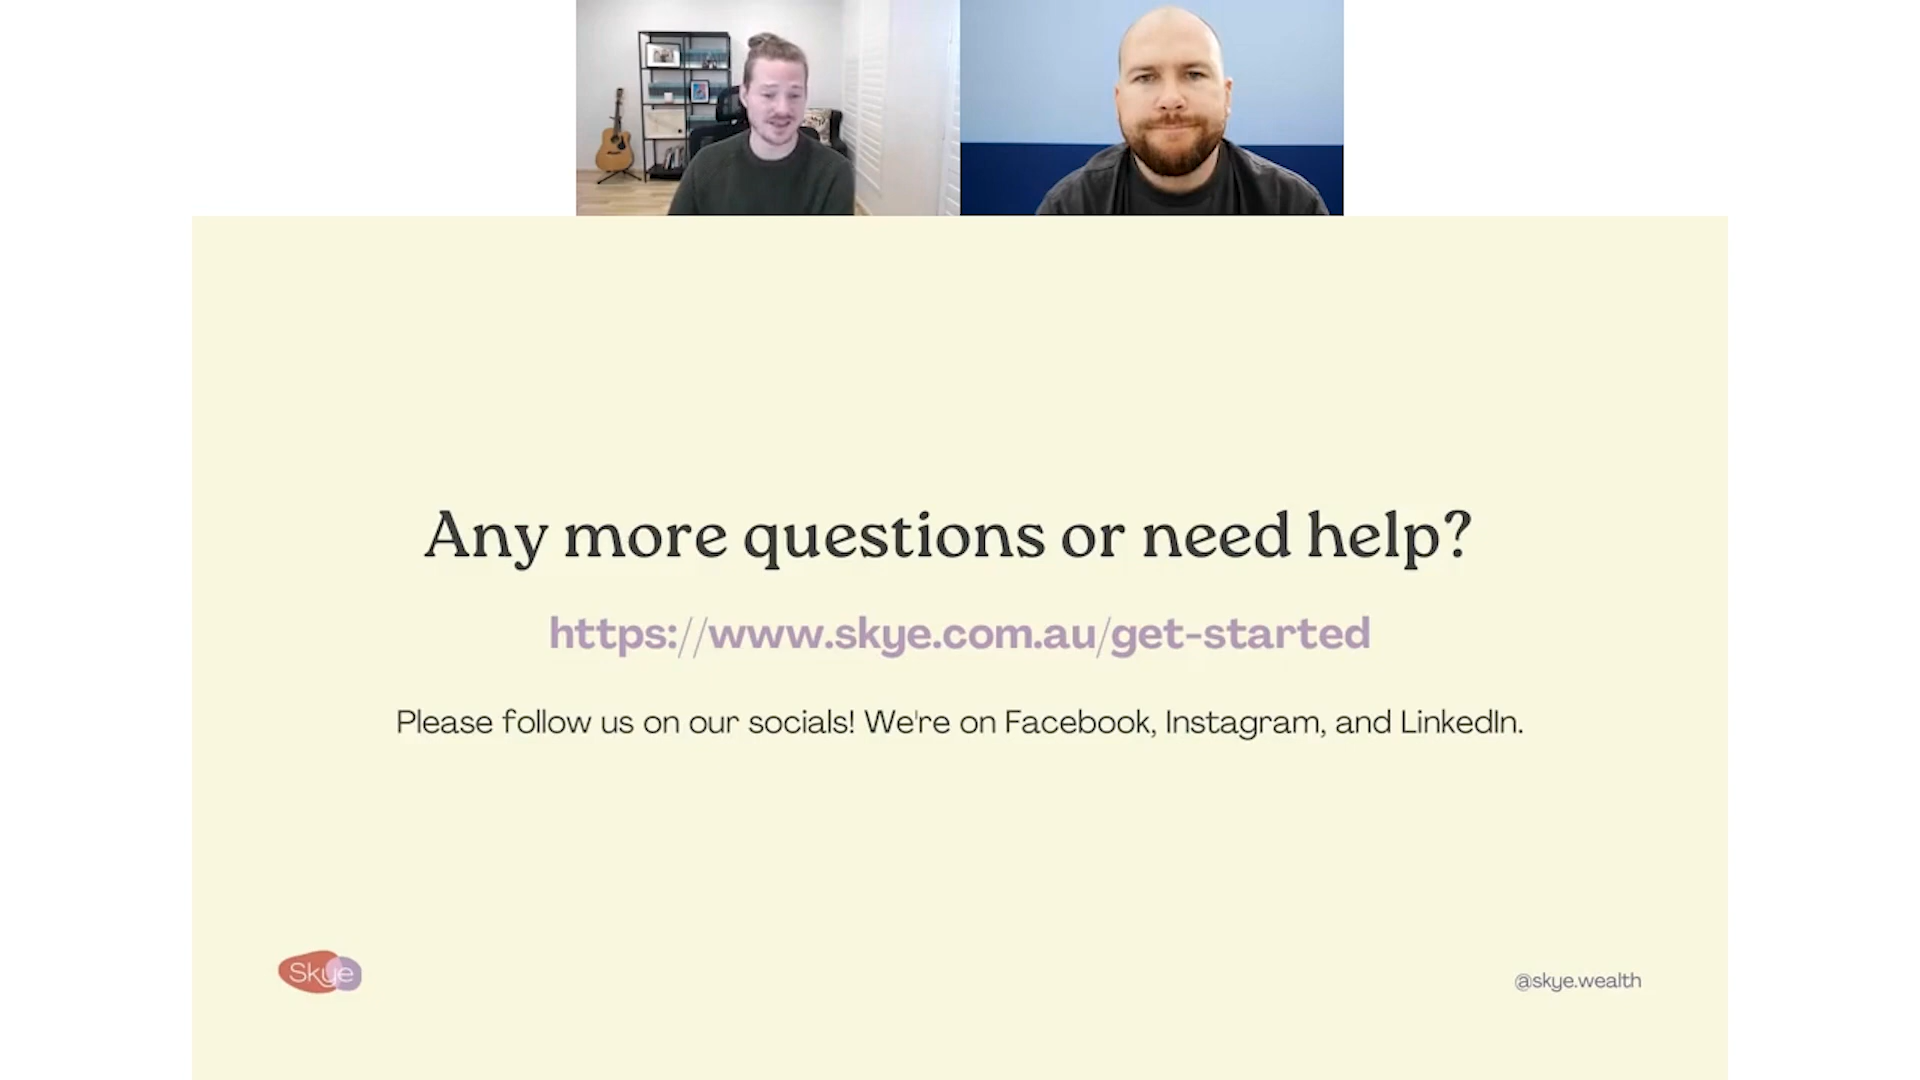 Any more questions or need help?
https://www.skye.com.au/get-started
Please follow us on our socials! We're on Facebook, Instagram, and LinkedIn.
Skye
@skye.wealth